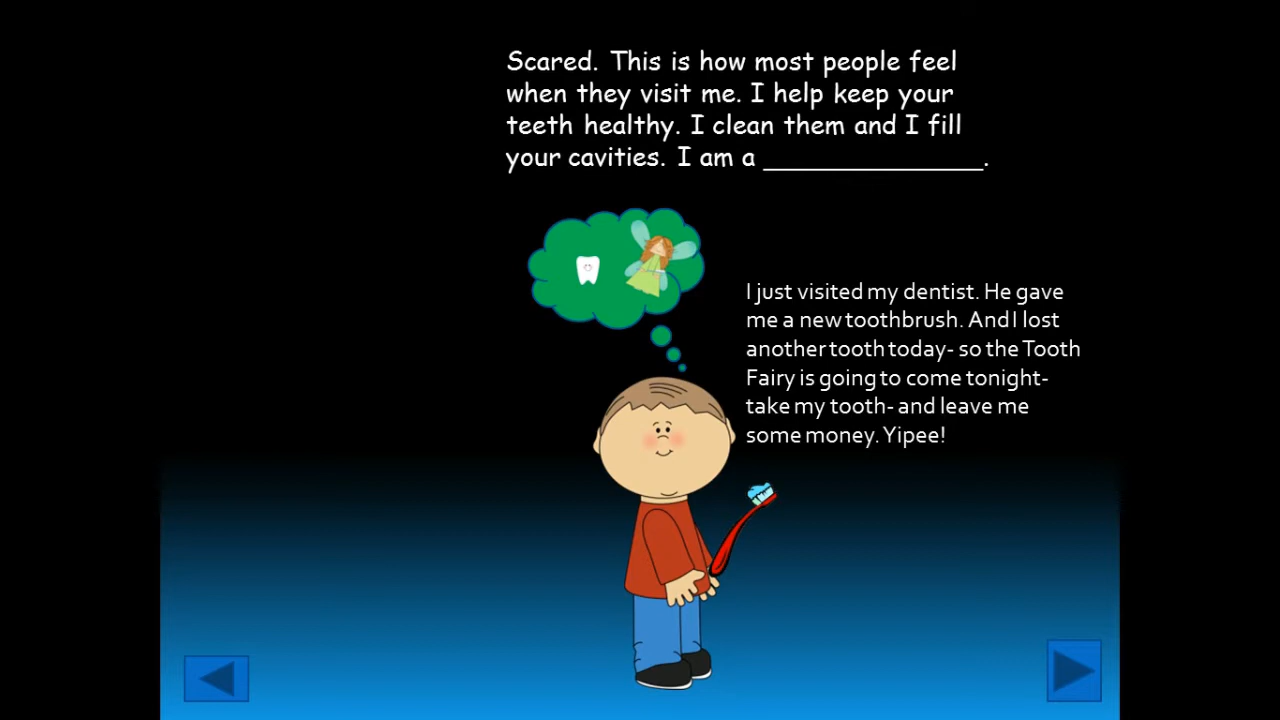 Scared. This is how most people feel
when they visit me. I help keep your
teeth healthy. I clean them and I fill
your cavities. I am a _______________.
I just visited my dentist. He gave
me a new toothbrush. And I lost
another tooth today- so the Tooth
Fairy is going to come tonight-
take my tooth- and leave me
some money. Yipee!